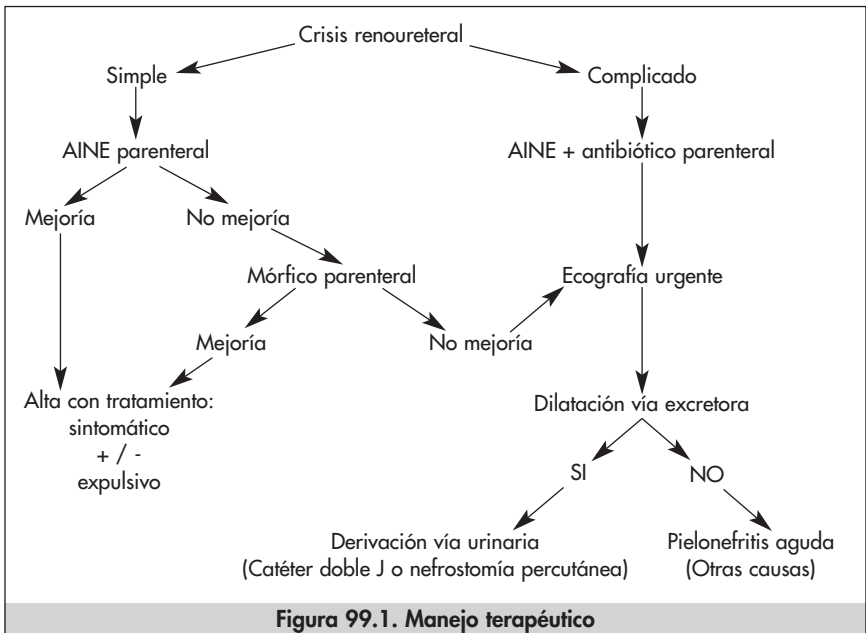 Crisis renoureteral
Simple
Complicado
AINE parenteral
AINE + antibiótico parenteral
Mejoría
No mejoría
Mórfico parenteral
Ecografía urgente
Mejoría
No mejoría
Alta con tratamiento:
sintomático
+ / -
expulsivo
Dilatación vía excretora
SI
NO
Derivación vía urinaria
(Catéter doble J o nefrostomía percutánea)
Pielonefritis aguda
(Otras causas)
Figura 99.1. Manejo terapéutico